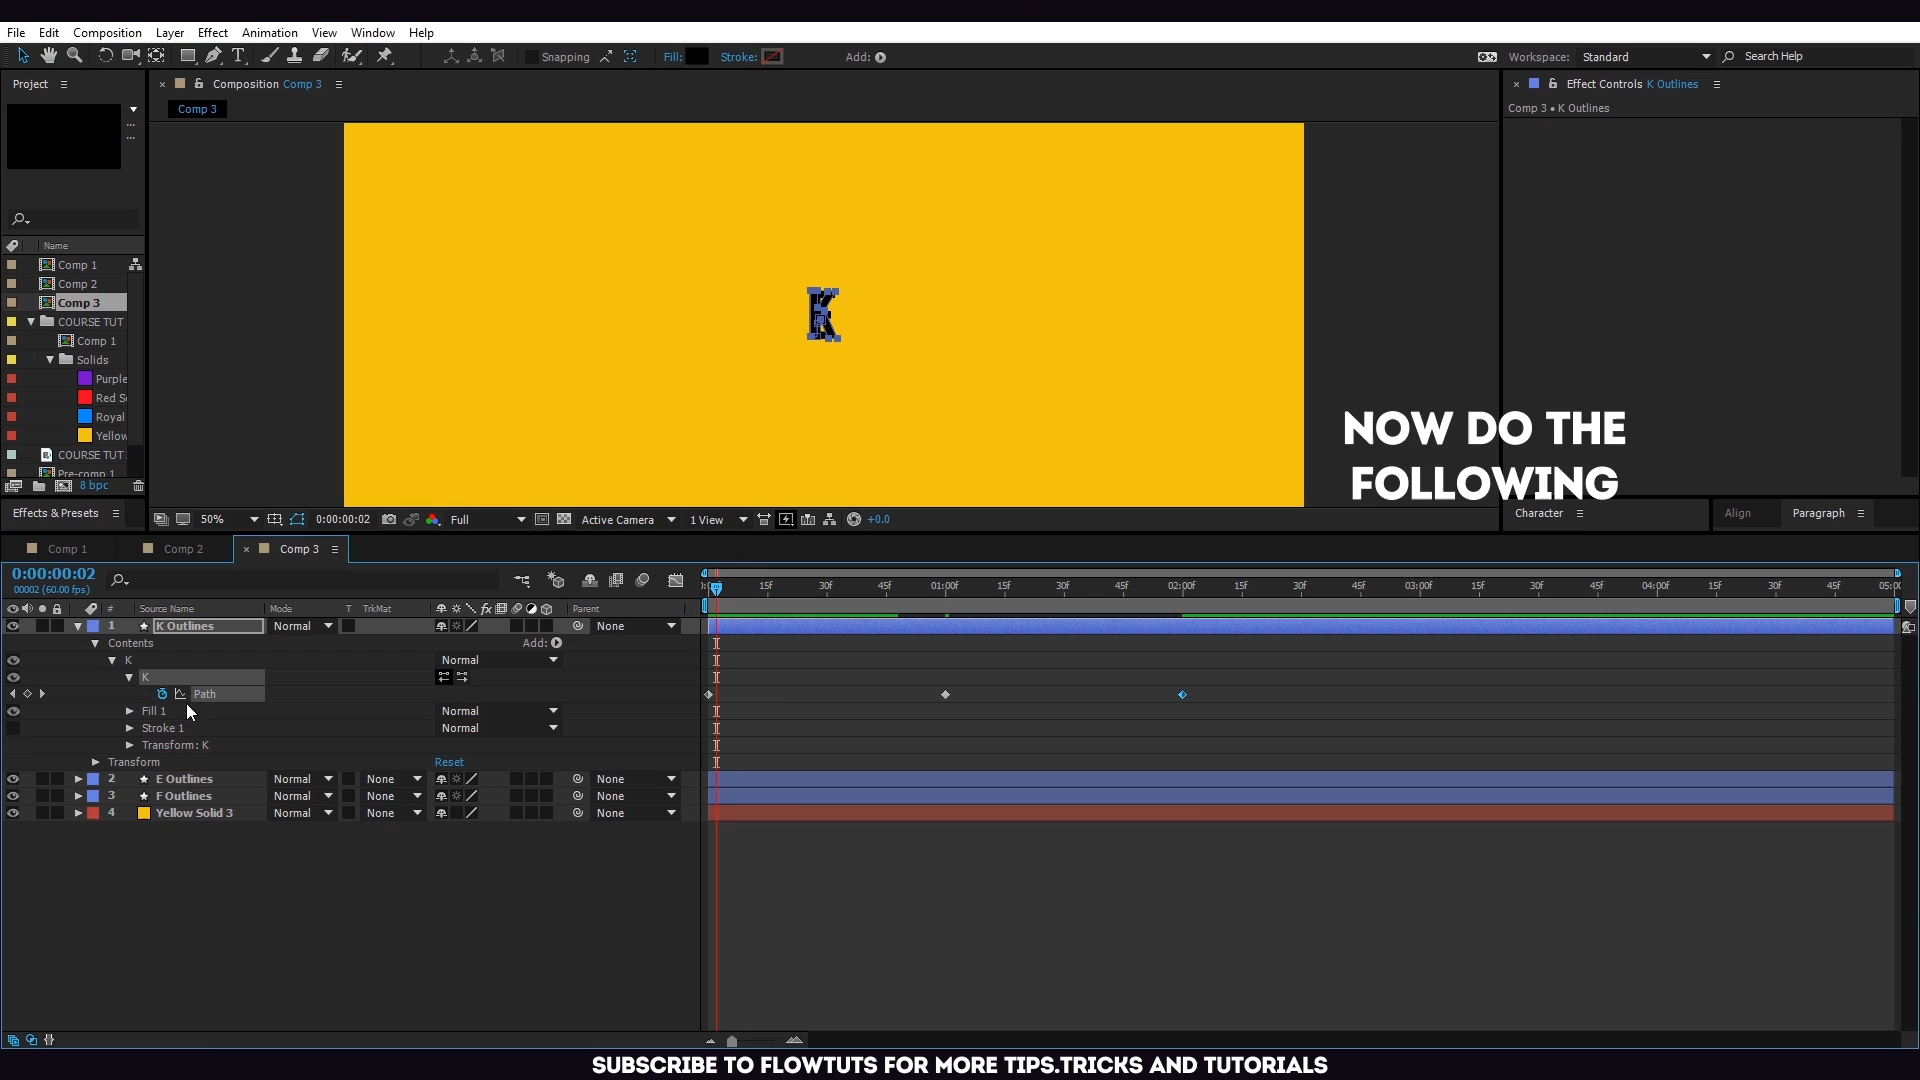 File Edit Composition Layer Effect Animation View Window Help
Snapping Fill: Stroke: Add: Workspace: Standard Search Help
Project
Composition Comp 3
Effect Controls K Outlines
Comp 3
Comp 3 • K Outlines
Name
Comp 1
Comp 2
Comp 3
COURSE TUT
Comp 1
Solids
Purple
Red S
Royal
Yellow
COURSE TUT
Pre-comp 1
8 bpc
K
NOW DO THE
FOLLOWING
Effects & Presets
50% 0:00:00:02 Full Active Camera 1 View +0.0
Character Align Paragraph
Comp 1 Comp 2 Comp 3
0:00:00:02
00002 (60.00 fps)
15f 30f 45f 01:00f 15f 30f 45f 02:00f 15f 30f 45f 03:00f 15f 30f 45f 04:00f 15f 30f 45f 05:00
# Source Name Mode T TrkMat fx Parent
1 K Outlines Normal None
Contents Add:
K Normal
K
Path
Fill 1 Normal
Stroke 1 Normal
Transform: K
Transform Reset
2 E Outlines Normal None None
3 F Outlines Normal None None
4 Yellow Solid 3 Normal None None
SUBSCRIBE TO FLOWTUTS FOR MORE TIPS.TRICKS AND TUTORIALS